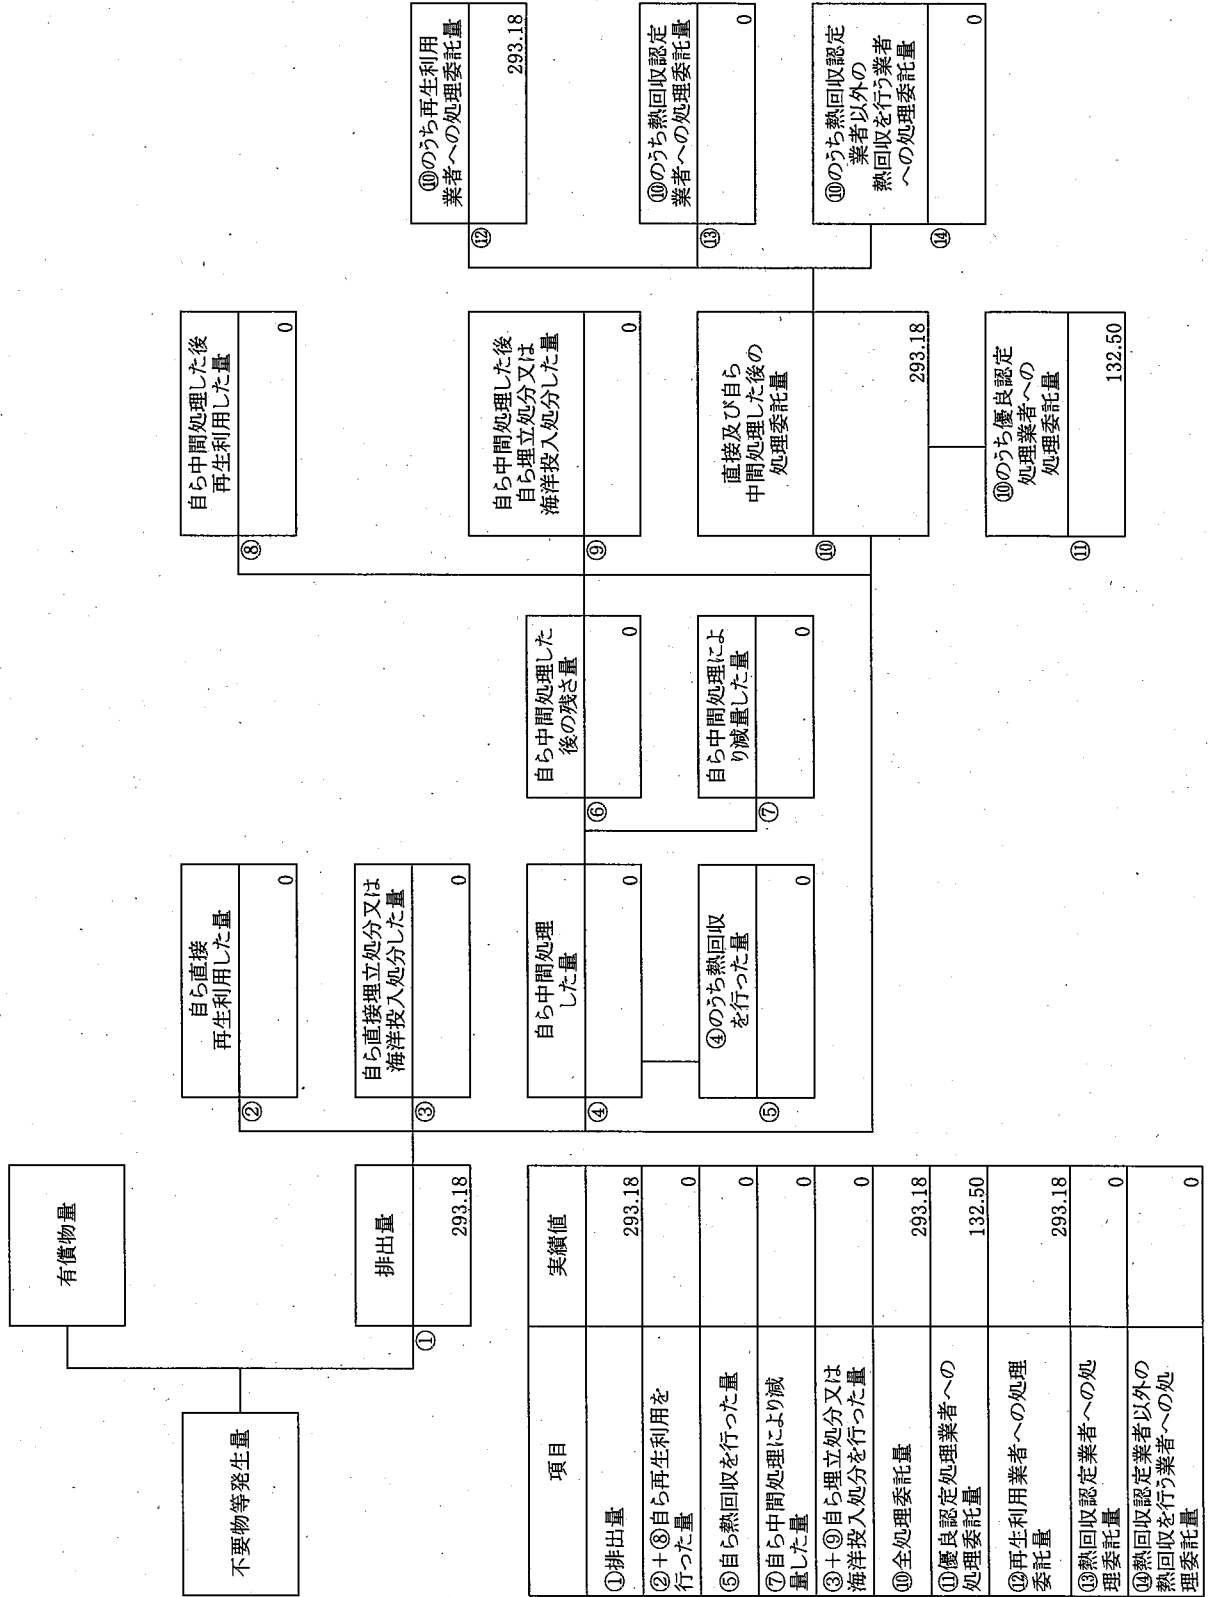 不要物等発生量
有償物量
①
排出量
293.18
②
自ら直接
再生利用した量
0
③
自ら直接埋立処分又は
海洋投入処分した量
0
④
自ら中間処理
した量
0
⑤
④のうち熱回収
を行った量
0
⑥
自ら中間処理した
後の残さ量
0
⑦
自ら中間処理によ
り減量した量
0
⑧
自ら中間処理した後
再生利用した量
0
⑨
自ら中間処理した後
自ら埋立処分又は
海洋投入処分した量
0
⑩
直接及び自ら
中間処理した後の
処理委託量
293.18
⑪
⑩のうち優良認定
処理業者への
処理委託量
132.50
⑫
⑩のうち再生利用
業者への処理委託量
293.18
⑬
⑩のうち熱回収認定
業者への処理委託量
0
⑭
⑩のうち熱回収認定
業者以外の
熱回収を行う業者
への処理委託量
0
項目
実績値
①排出量
293.18
②+⑧自ら再生利用を
行った量
0
⑤自ら熱回収を行った量
0
⑦自ら中間処理により減
量した量
0
③+⑨自ら埋立処分又は
海洋投入処分を行った量
0
⑩全処理委託量
293.18
⑪優良認定処理業者への
処理委託量
132.50
⑫再生利用業者への処理
委託量
293.18
⑬熱回収認定業者への処
理委託量
0
⑭熱回収認定業者以外の
熱回収を行う業者への処
理委託量
0